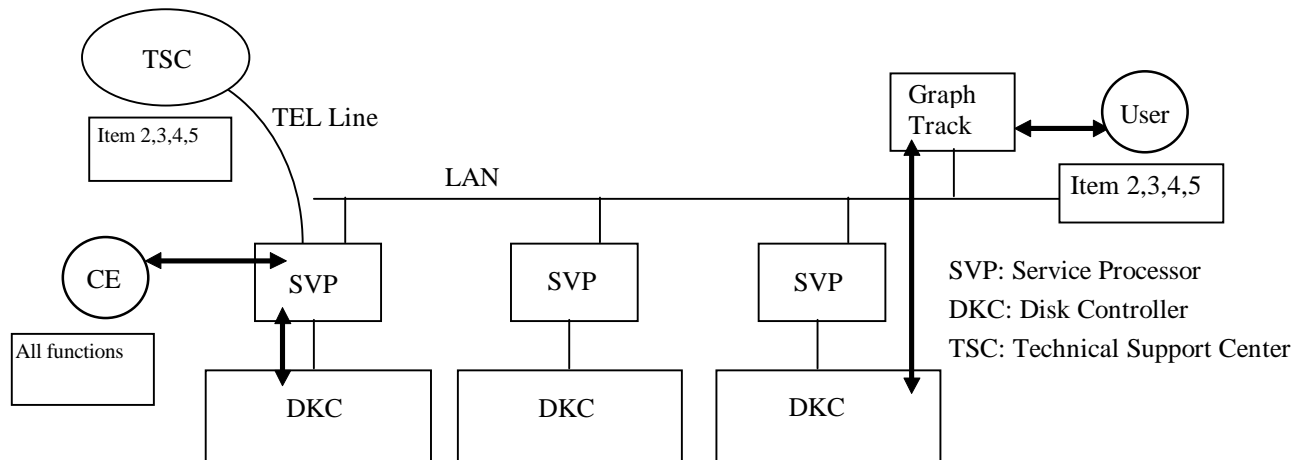 TSC
Item 2,3,4,5
TEL Line
Graph
Track
User
LAN
Item 2,3,4,5
CE
All functions
SVP
SVP
SVP
SVP: Service Processor
DKC: Disk Controller
TSC: Technical Support Center
DKC
DKC
DKC